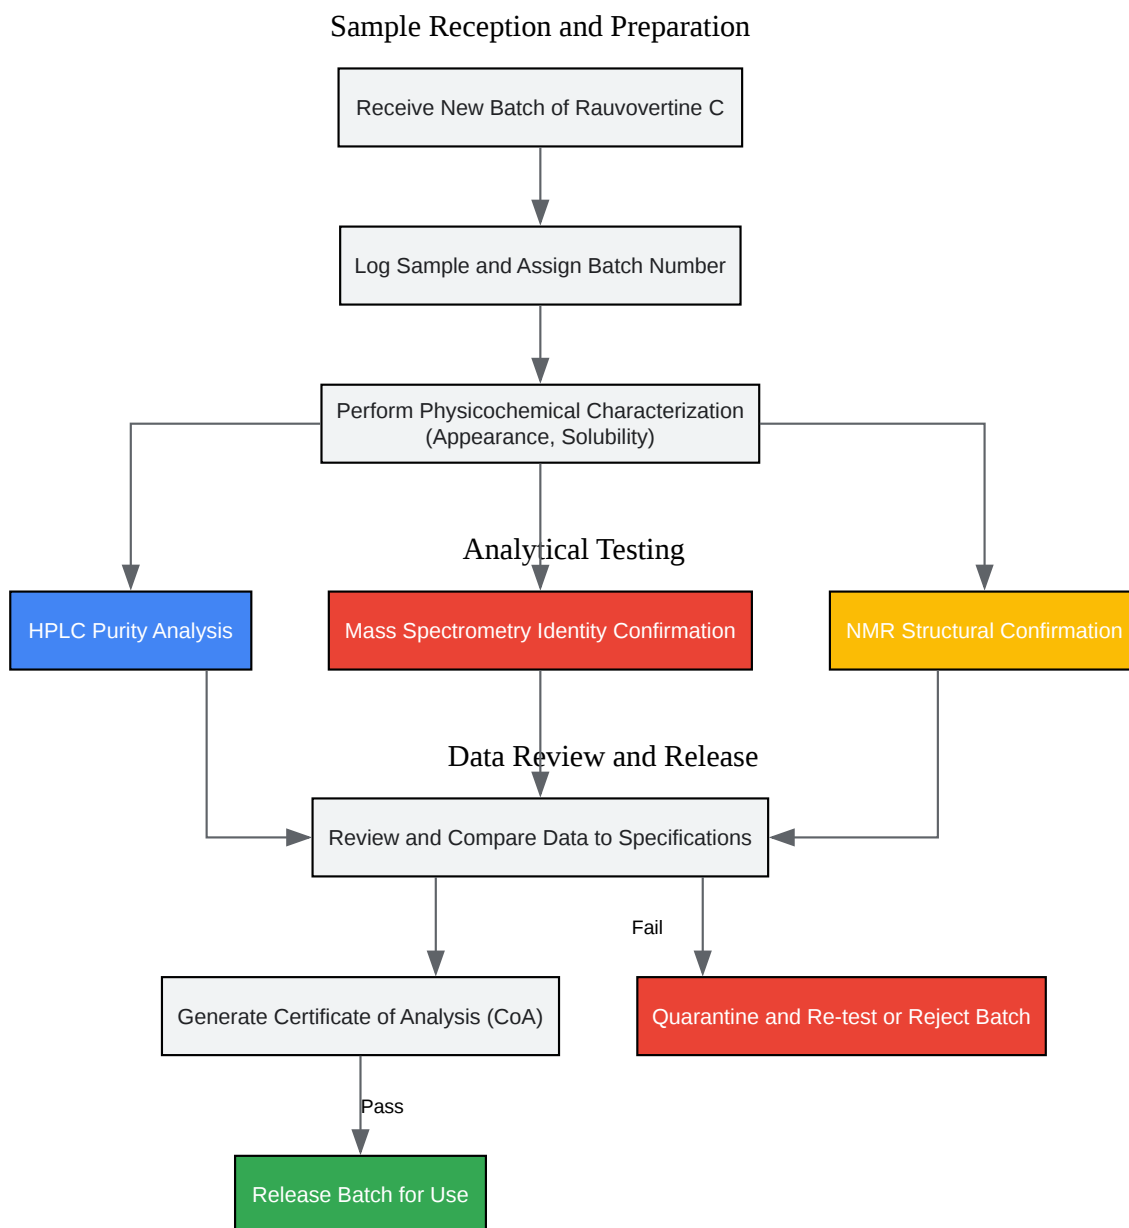 Sample Reception and Preparation
Receive New Batch of Rauvovertine C
Log Sample and Assign Batch Number
Perform Physicochemical Characterization
(Appearance, Solubility)
Analytical Testing
HPLC Purity Analysis
Mass Spectrometry Identity Confirmation
NMR Structural Confirmation
Data Review and Release
Review and Compare Data to Specifications
Fail
Generate Certificate of Analysis (CoA)
Quarantine and Re-test or Reject Batch
Pass
Release Batch for Use